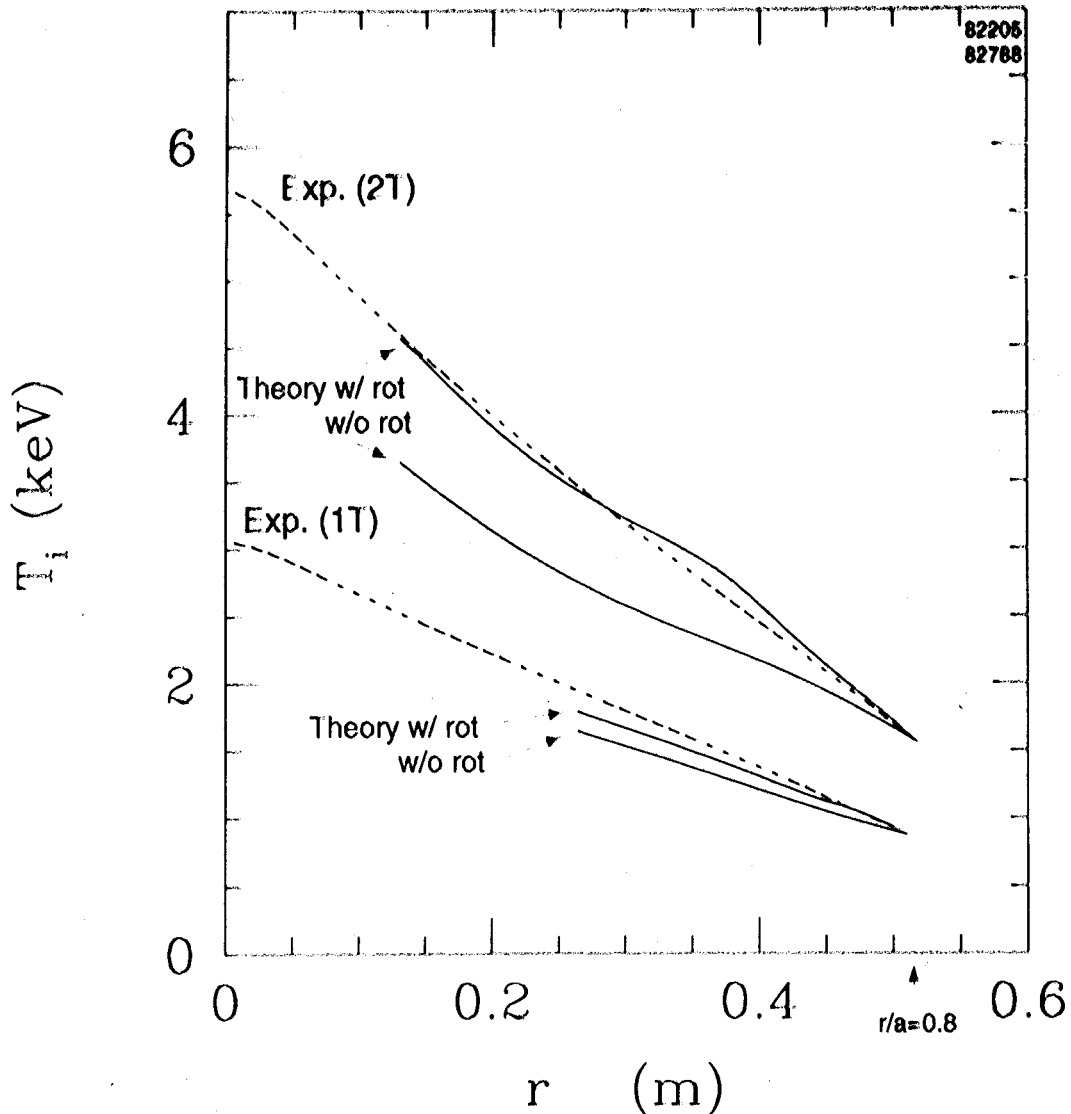 82205
82788
6
Exp. (2T)
Theory w/ rot
w/o rot
4
Exp. (1T)
2
Theory w/ rot
w/o rot
0
T_i (keV)
0
0.2
0.4
0.6
r/a=0.8
r (m)